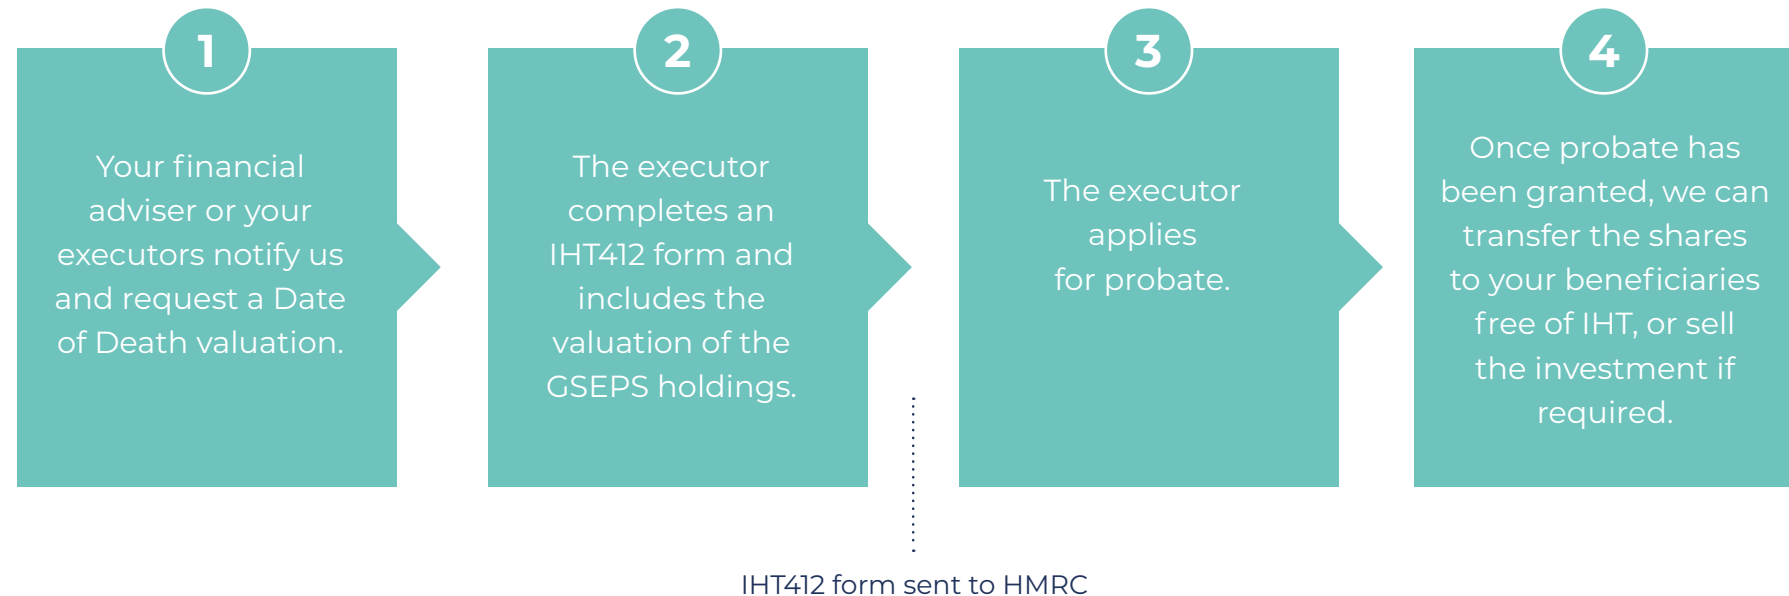 1
Your financial
adviser or your
executors notify us
and request a Date
of Death valuation.
2
The executor
completes an
IHT412 form and
includes the
valuation of the
GSEPS holdings.
IHT412 form sent to HMRC
3
The executor
applies
for probate.
4
Once probate has
been granted, we can
transfer the shares
to your beneficiaries
free of IHT, or sell
the investment if
required.